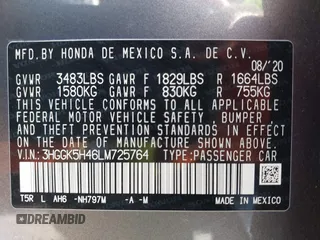 MFD.BY HONDA DE MEXICO S.A. DE C.V.
08/'20
GVWR 3483LBS GAWR F 1829LBS R 1664LBS
GVWR 1580KG GAWR F 830KG R 755KG
THIS VEHICLE CONFORMS TO ALL APPLICABLE
FEDERAL MOTOR VEHICLE SAFETY, BUMPER
AND THEFT PREVENTION STANDARDS IN EFFECT
ON THE DATE OF MANUFACTURE SHOWN ABOVE.
V.I.N.: 3HGGK5H46LM725764 TYPE:PASSENGER CAR
T5R L AH6 -NH797M -A -M MADE IN MEXICO
© DREAMBID
DREAMBID.COM